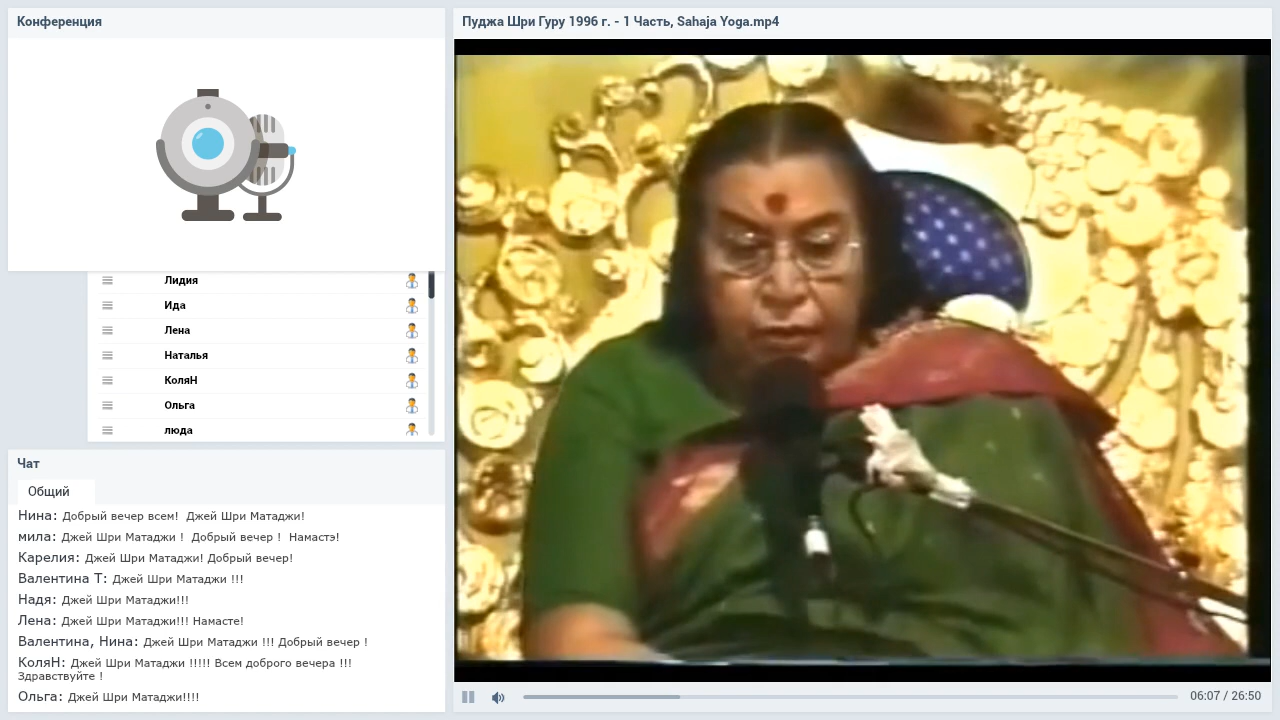 Конференция
Лидия
Ида
Лена
Наталья
КоляН
Ольга
люда
Чат
Общий
Нина: Добрый вечер всем! Джей Шри Матаджи!
мила: Джей Шри Матаджи ! Добрый вечер ! Намастэ!
Карелия: Джей Шри Матаджи! Добрый вечер!
Валентина Т: Джей Шри Матаджи !!!
Надя: Джей Шри Матаджи!!!
Лена: Джей Шри Матаджи!!! Намасте!
Валентина, Нина: Джей Шри Матаджи !!! Добрый вечер !
КоляН: Джей Шри Матаджи !!!!! Всем доброго вечера !!!
Здравствуйте !
Ольга: Джей Шри Матаджи!!!!
Пуджа Шри Гуру 1996 г. - 1 Часть, Sahaja Yoga.mp4
06:07 / 26:50